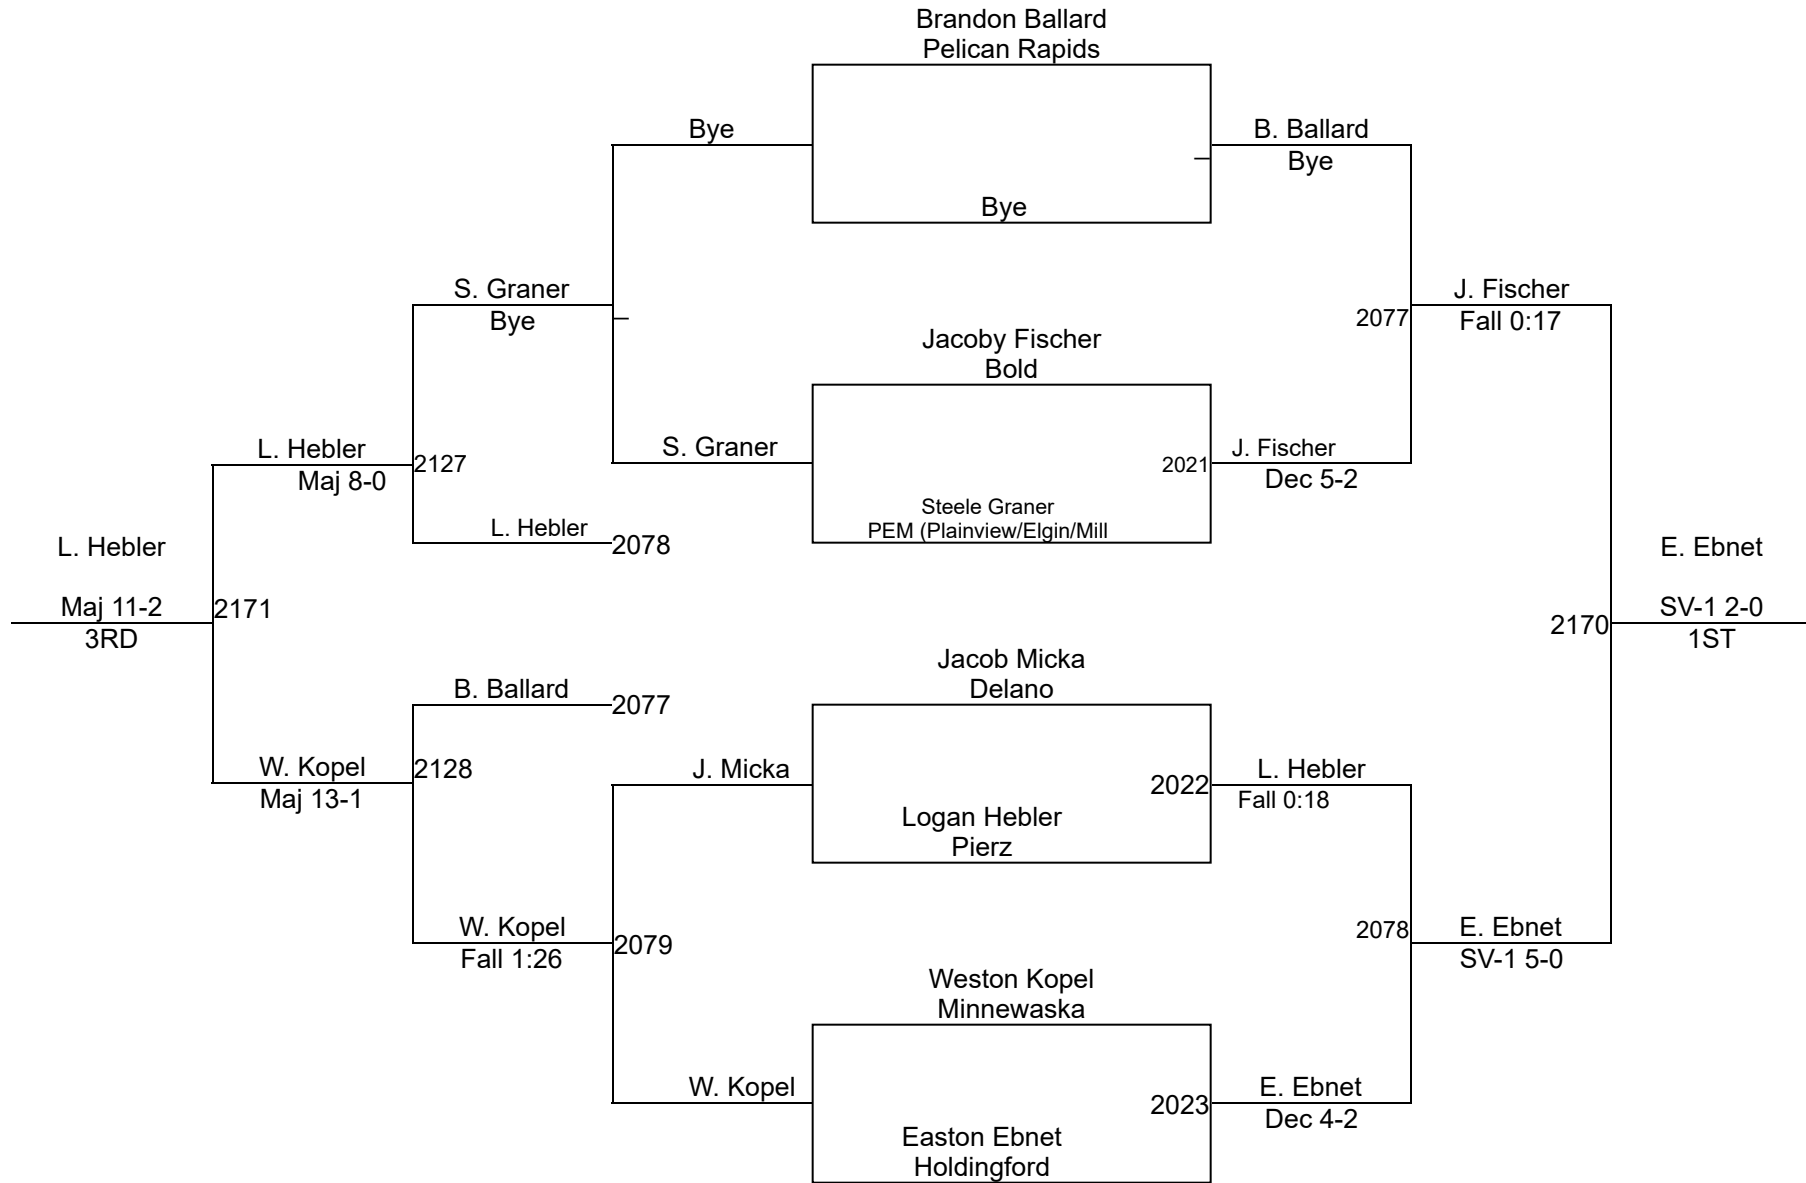 Brandon Ballard
Pelican Rapids
Bye
B. Ballard
Bye
Bye
S. Graner
Bye
J. Fischer
Fall 0:17
2077
Jacoby Fischer
Bold
L. Hebler
Maj 8-0
2127
S. Graner
2021
J. Fischer
Dec 5-2
Steele Graner
PEM (Plainview/Elgin/Mill
L. Hebler
2078
L. Hebler
Maj 11-2
3RD
2171
E. Ebnet
SV-1 2-0
1ST
2170
Jacob Micka
Delano
B. Ballard
2077
W. Kopel
Maj 13-1
2128
J. Micka
2022
L. Hebler
Fall 0:18
Logan Hebler
Pierz
W. Kopel
Fall 1:26
2079
2078
E. Ebnet
SV-1 5-0
Weston Kopel
Minnewaska
W. Kopel
2023
E. Ebnet
Dec 4-2
Easton Ebnet
Holdingford